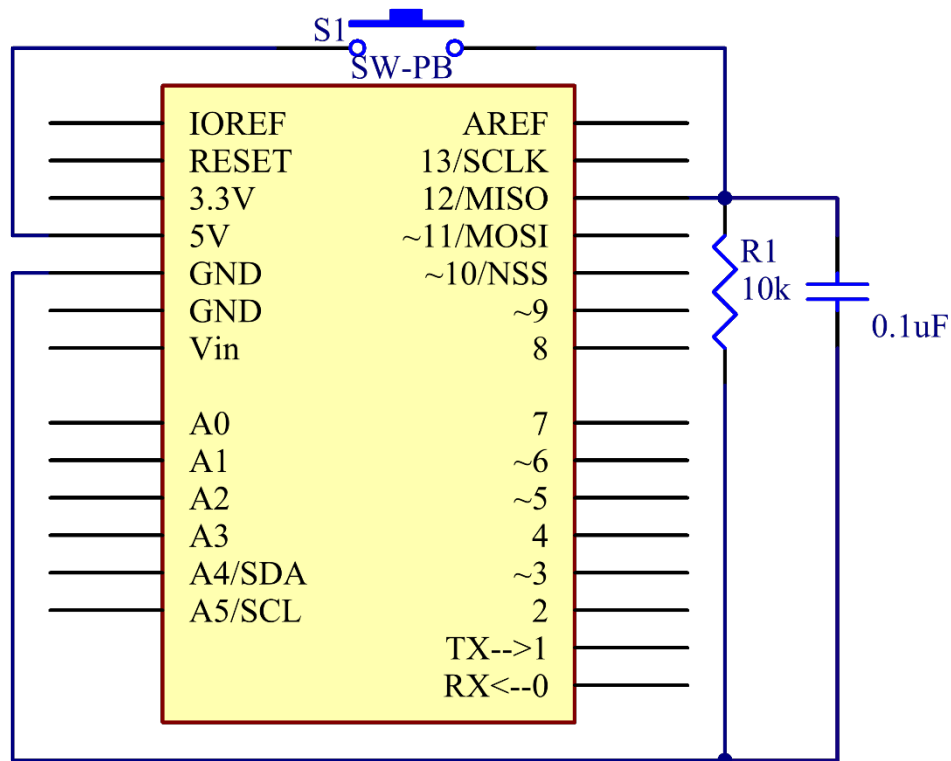 S1
SW-PB
IOREF
RESET
3.3V
5V
GND
GND
Vin
A0
A1
A2
A3
A4/SDA
A5/SCL
AREF
13/SCLK
12/MISO
~11/MOSI
~10/NSS
~9
8
7
~6
~5
4
~3
2
TX-->1
RX<--0
R1
10k
0.1uF